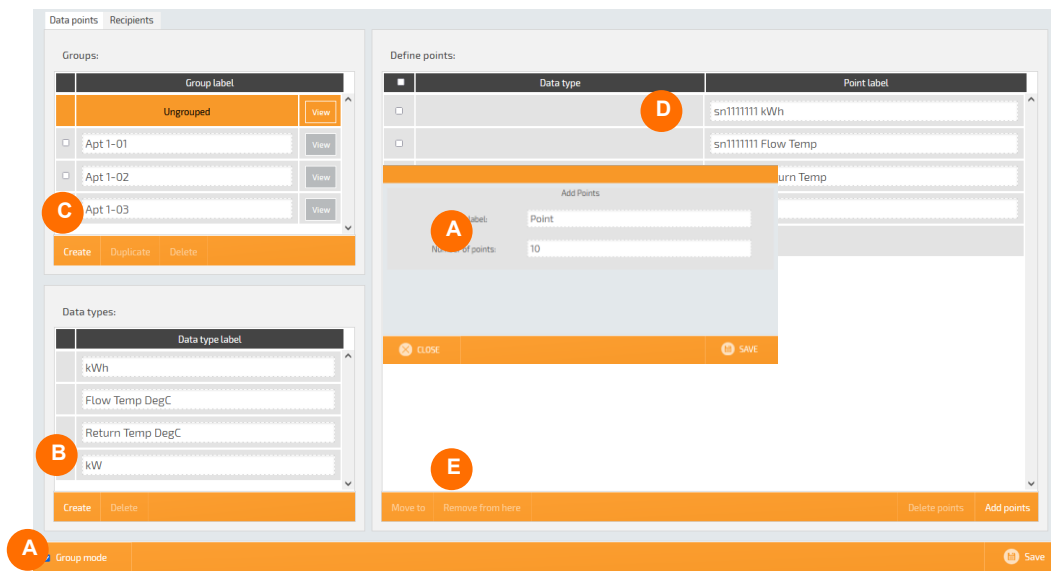 Data points Recipients
Groups:
Group label
Ungrouped View
Apt 1-01 View
Apt 1-02 View
C Apt 1-03 View
Create Duplicate Delete
Data types:
Data type label
kWh
Flow Temp DegC
Return Temp DegC
B kW
Create Delete
Define points:
Data type Point label
D sn1111111 kWh
sn1111111 Flow Temp
Temp
Add Points
A label: Point
of points: 10
CLOSE SAVE
E
Move to Remove from here Delete points Add points
A Group mode Save